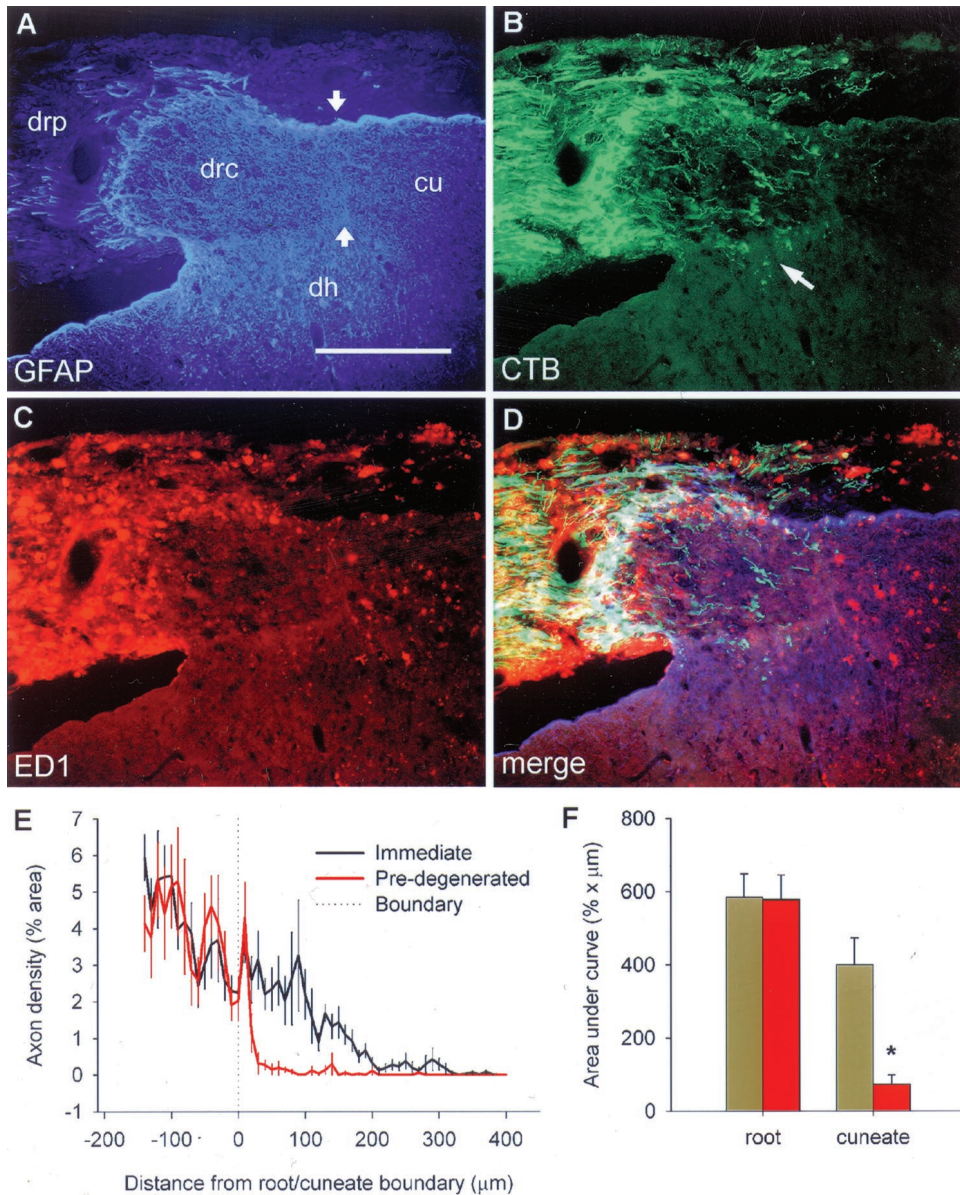 A
drp
drc
cu
dh
GFAP
B
CTB
C
ED1
D
merge
E
Axon density (% area)
7
6
5
4
3
2
1
0
-1
Immediate
Pre-degenerated
Boundary
-200 -100 0 100 200 300 400
Distance from root/cuneate boundary (µm)
F
Area under curve (% x µm)
800
600
400
200
0
*
root cuneate